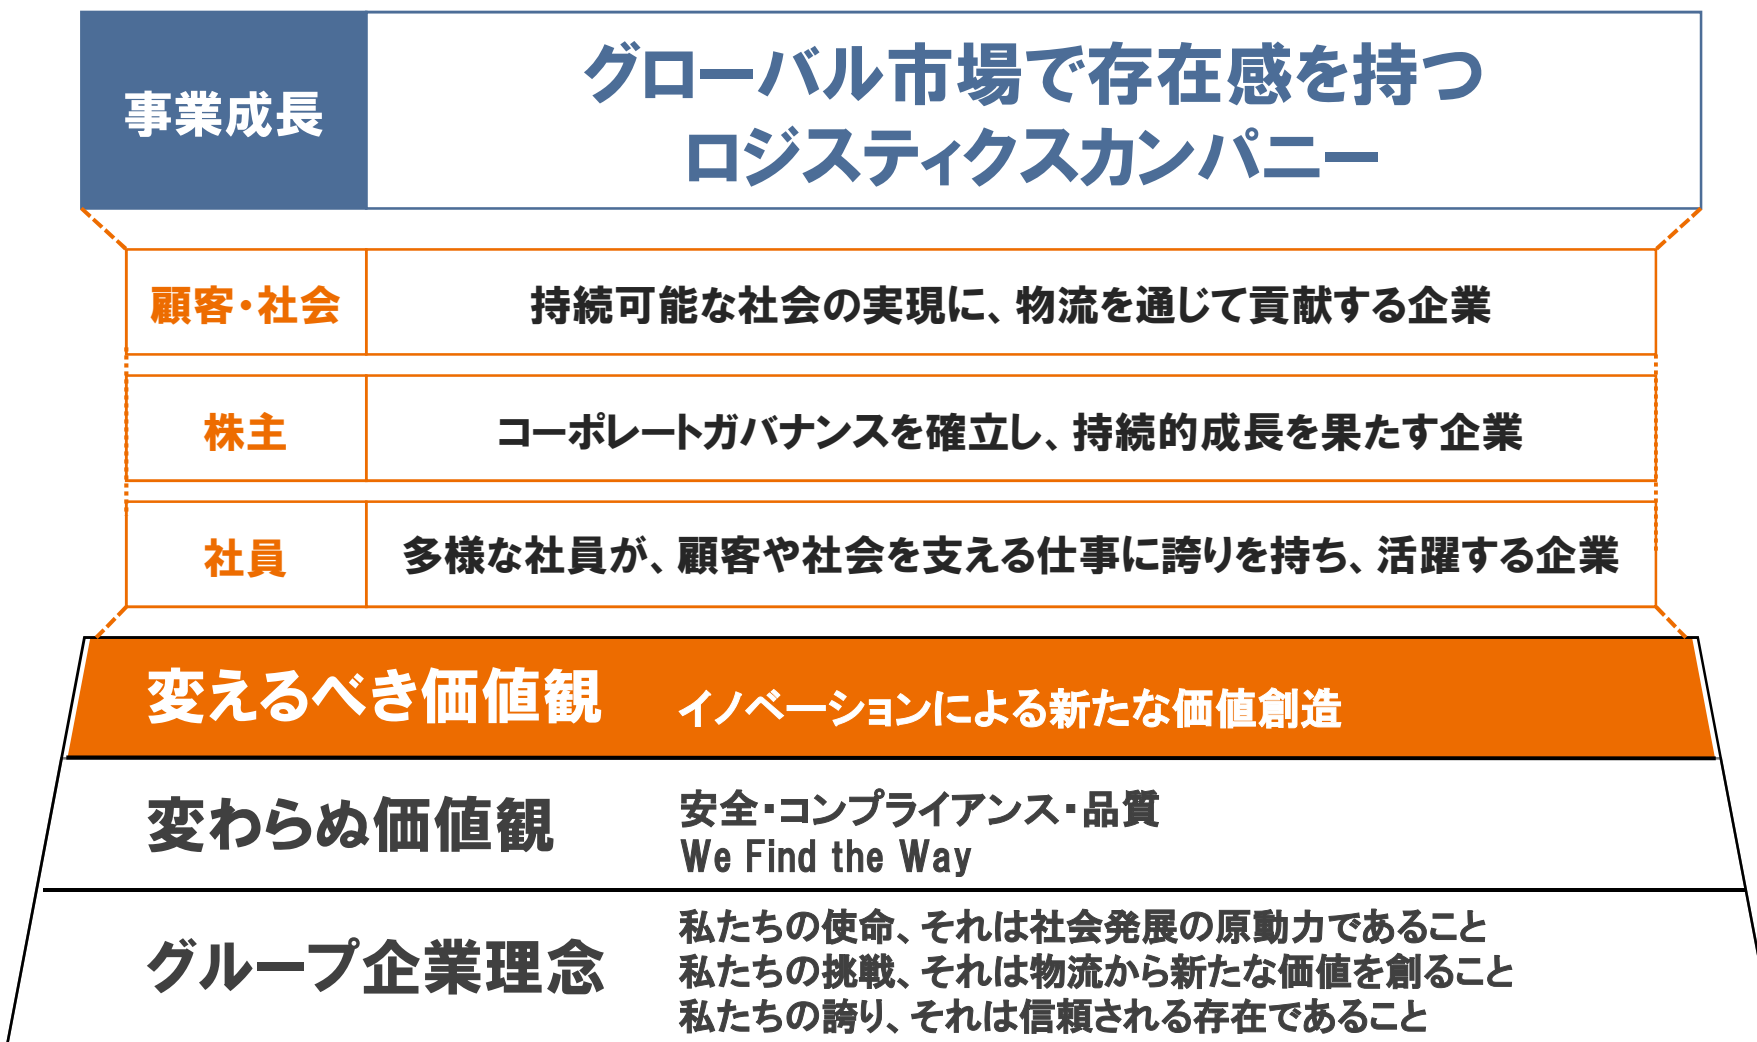 事業成長
グローバル市場で存在感を持つ
ロジスティクスカンパニー
顧客・社会
持続可能な社会の実現に、物流を通じて貢献する企業
株主
コーポレートガバナンスを確立し、持続的成長を果たす企業
社員
多様な社員が、顧客や社会を支える仕事に誇りを持ち、活躍する企業
変えるべき価値観
イノベーションによる新たな価値創造
変わらぬ価値観
安全・コンプライアンス・品質
We Find the Way
グループ企業理念
私たちの使命、それは社会発展の原動力であること
私たちの挑戦、それは物流から新たな価値を創ること
私たちの誇り、それは信頼される存在であること